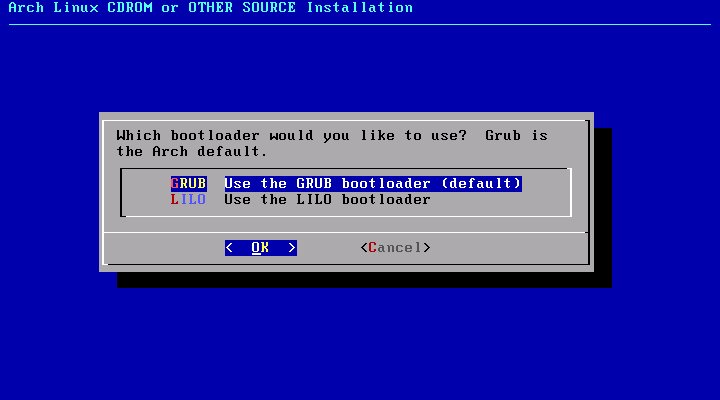 Arch Linux CDROM or OTHER SOURCE Installation
Which bootloader would you like to use?  Grub is
the Arch default.
GRUB  Use the GRUB bootloader (default)
LILO  Use the LILO bootloader
<  OK  >       <Cancel>